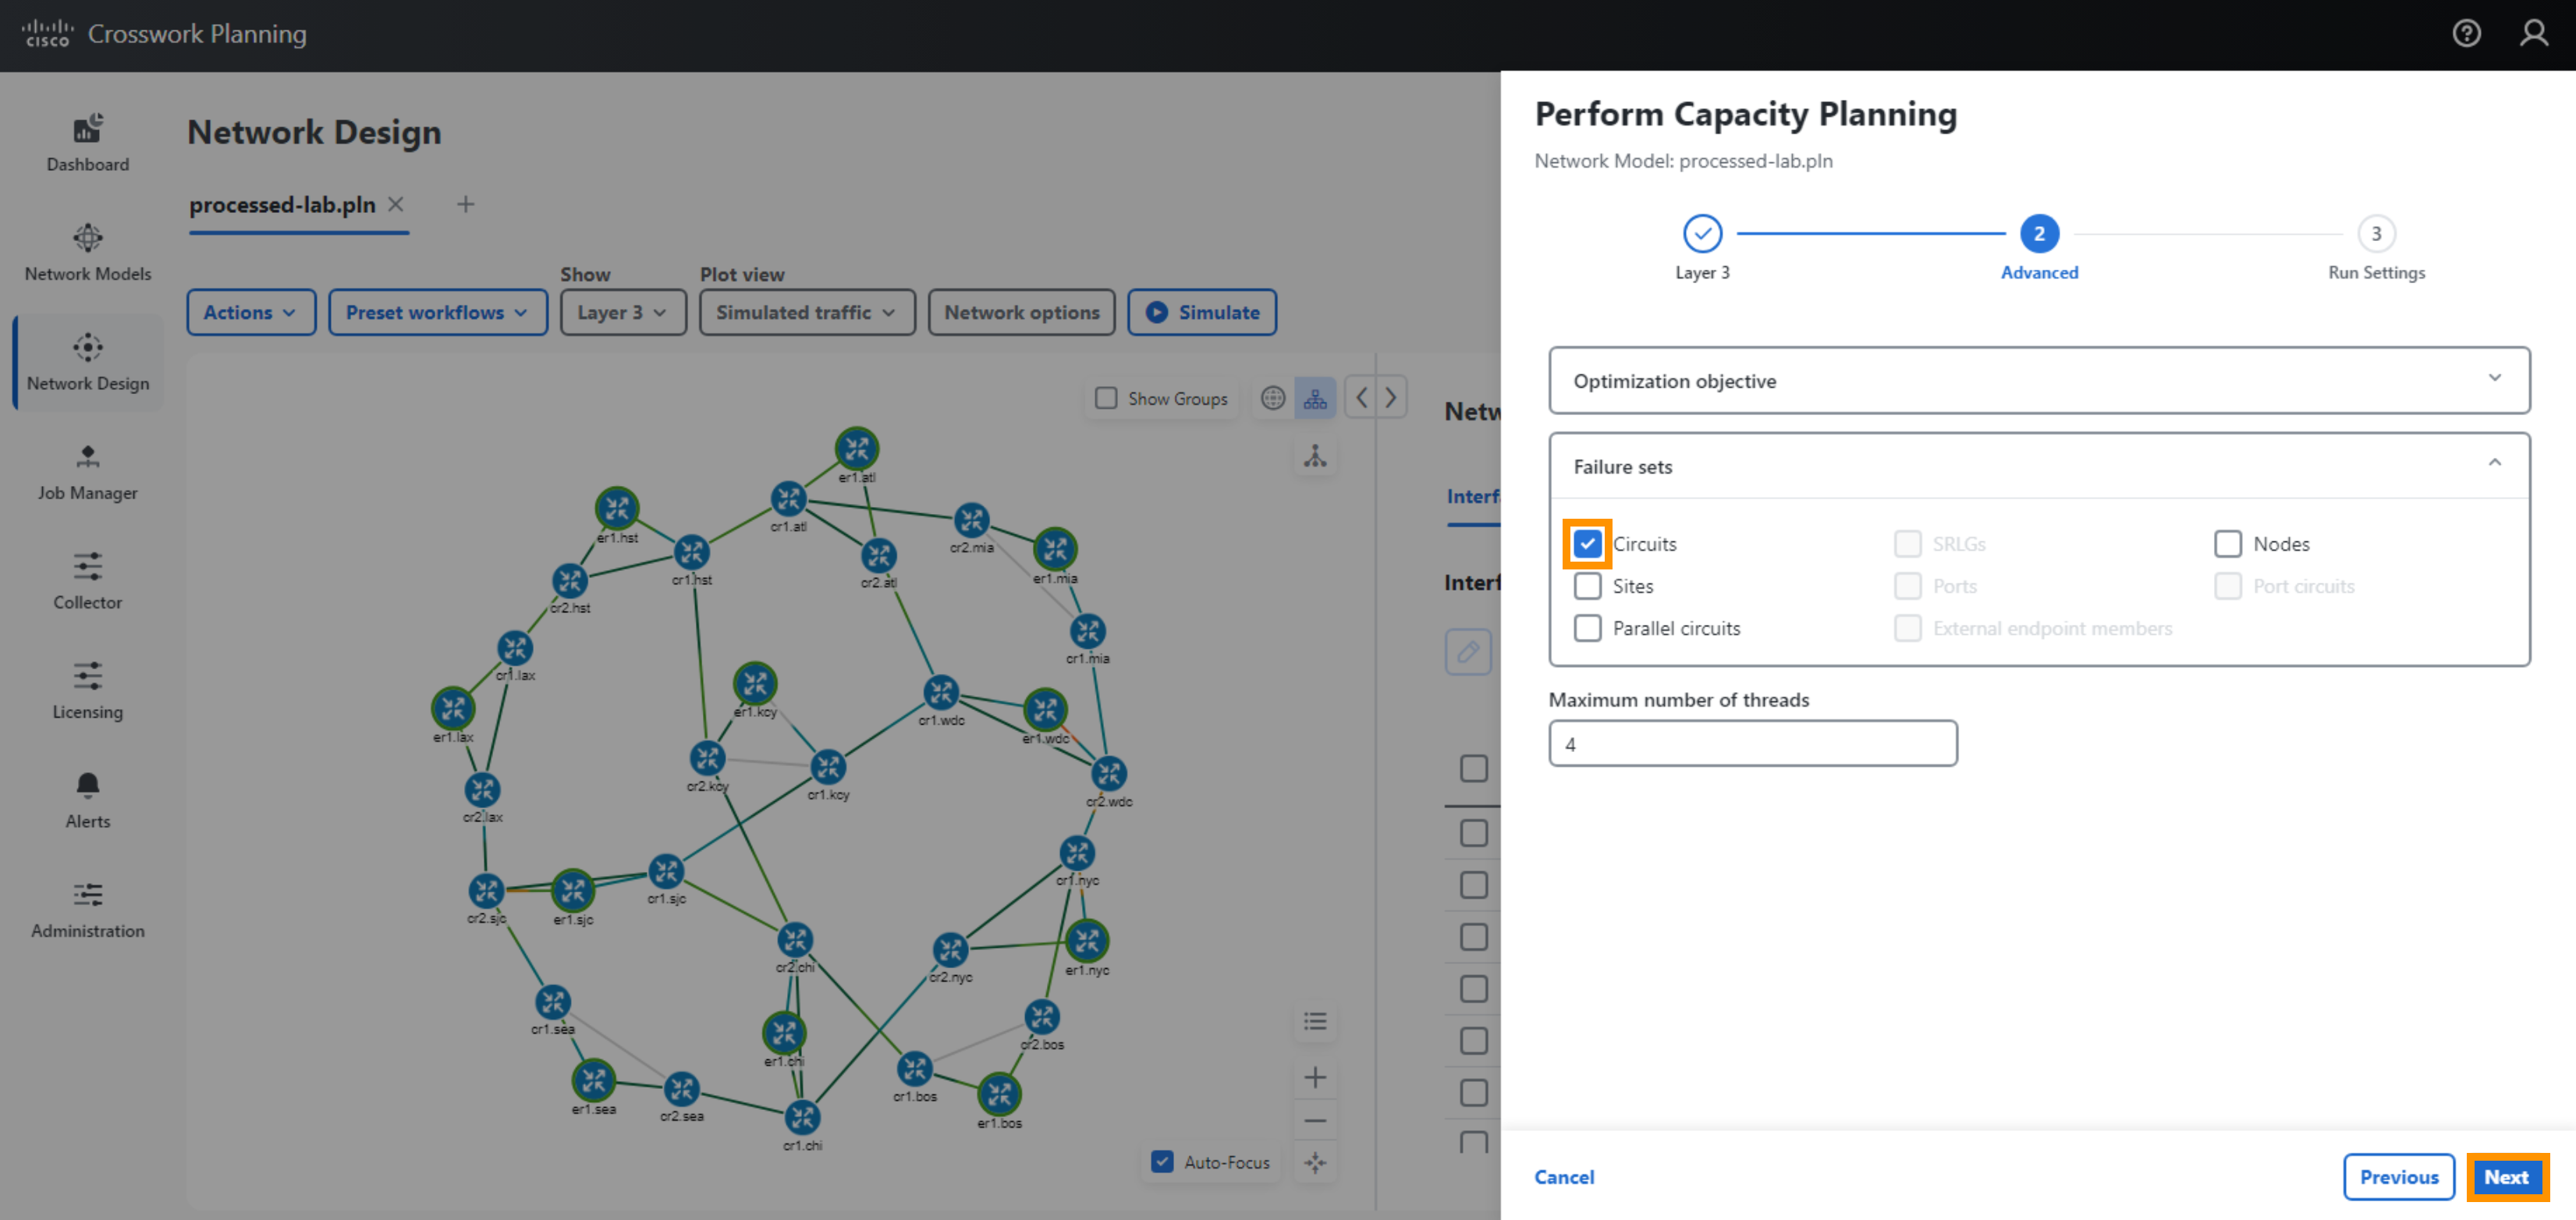 cisco Crosswork Planning
Dashboard
Network Models
Network Design
Job Manager
Collector
Licensing
Alerts
Administration
Network Design
processed-lab.pln
Show
Plot view
Actions
Preset workflows
Layer 3
Simulated traffic
Network options
Simulate
Show Groups
er1.atl
cr1.atl
er1.hst
cr2.mia
cr1.hst
cr2.atl
er1.mia
cr2.hst
cr1.mia
cr1.lax
er1.kcy
cr1.wdc
er1.lax
er1.wdc
cr2.kcy
cr1.kcy
cr2.wdc
cr2.lax
cr1.nyc
cr1.sjc
cr2.sjc
er1.sjc
cr2.chi
cr2.nyc
er1.nyc
cr1.sea
cr2.bos
er1.chi
cr1.bos
er1.sea
cr2.sea
er1.bos
cr1.chi
Auto-Focus
Netw
Interf
Interf
Perform Capacity Planning
Network Model: processed-lab.pln
2
3
Layer 3
Advanced
Run Settings
Optimization objective
Failure sets
Circuits
SRLGs
Nodes
Sites
Ports
Port circuits
Parallel circuits
External endpoint members
Maximum number of threads
4
Cancel
Previous
Next